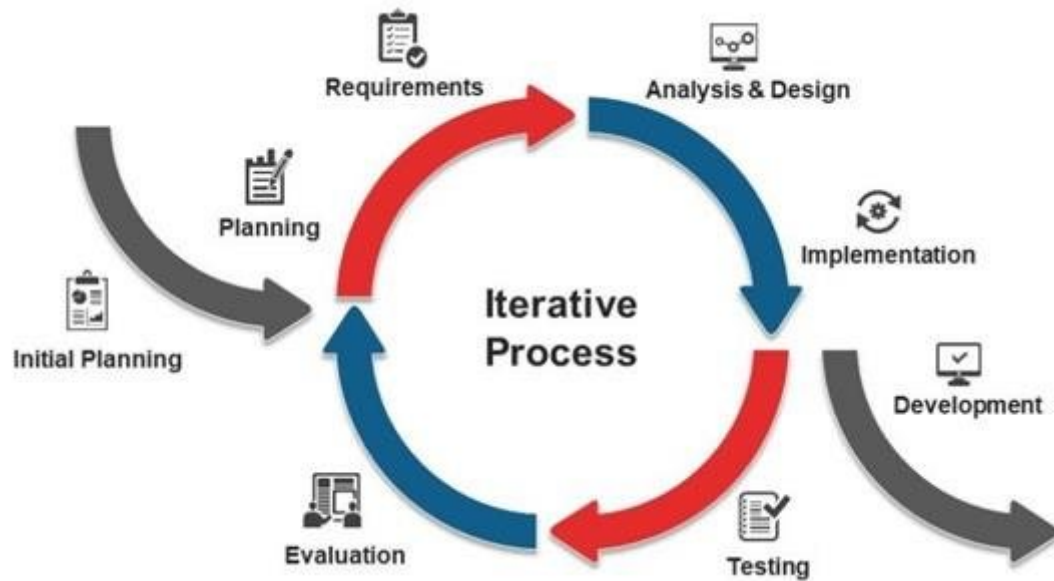 Requirements
Analysis & Design
Planning
Implementation
Iterative
Process
Initial Planning
Development
Evaluation
Testing